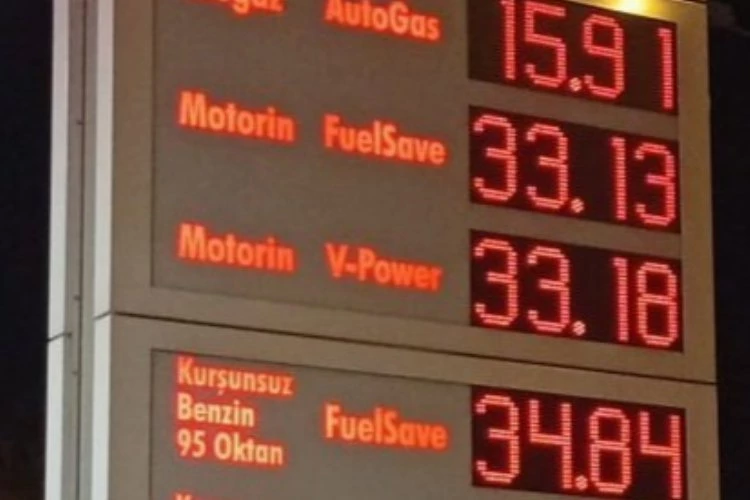 AutoGas 15.91
Motorin FuelSave 33.13
Motorin V-Power 33.18
Kurşunsuz
Benzin
95 Oktan
FuelSave 34.84